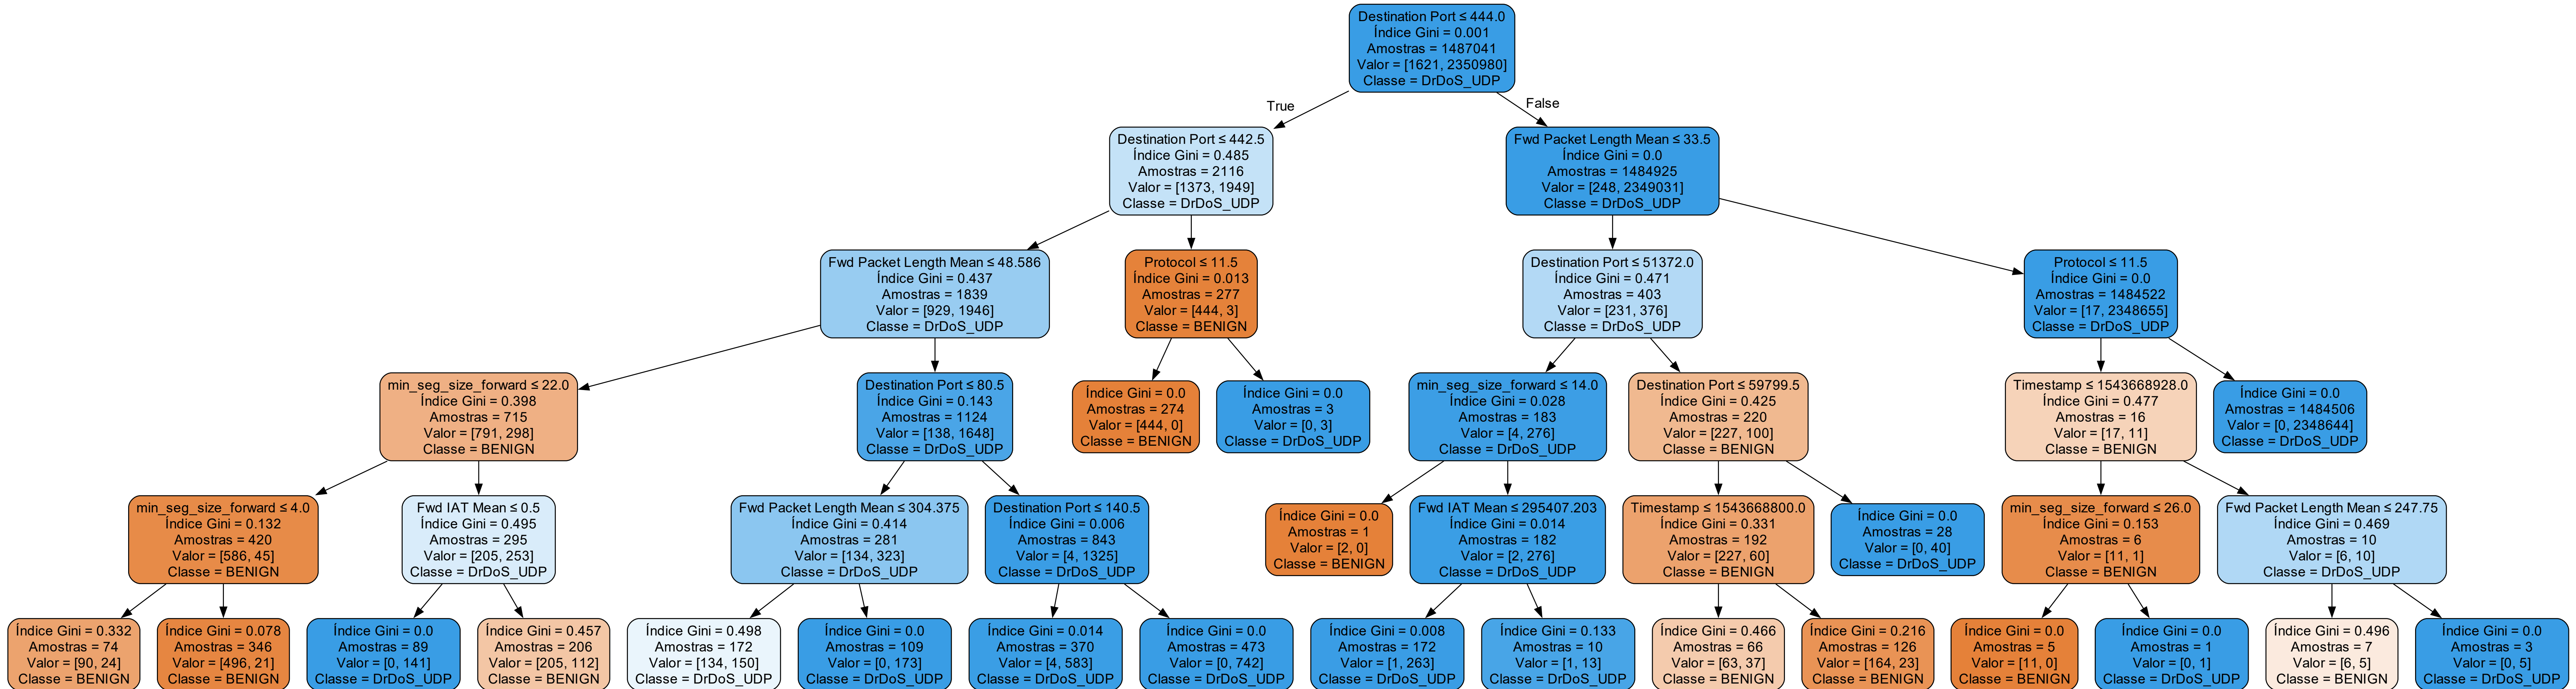 Destination Port ≤ 444.0
Índice Gini = 0.001
Amostras = 1487041
Valor = [1621, 2350980]
Classe = DrDoS_UDP
True
False
Destination Port ≤ 442.5
Índice Gini = 0.485
Amostras = 2116
Valor = [1373, 1949]
Classe = DrDoS_UDP
Fwd Packet Length Mean ≤ 33.5
Índice Gini = 0.0
Amostras = 1484925
Valor = [248, 2349031]
Classe = DrDoS_UDP
Fwd Packet Length Mean ≤ 48.586
Índice Gini = 0.437
Amostras = 1839
Valor = [929, 1946]
Classe = DrDoS_UDP
Protocol ≤ 11.5
Índice Gini = 0.013
Amostras = 277
Valor = [444, 3]
Classe = BENIGN
Destination Port ≤ 51372.0
Índice Gini = 0.471
Amostras = 403
Valor = [231, 376]
Classe = DrDoS_UDP
Protocol ≤ 11.5
Índice Gini = 0.0
Amostras = 1484522
Valor = [17, 2348655]
Classe = DrDoS_UDP
min_seg_size_forward ≤ 22.0
Índice Gini = 0.398
Amostras = 715
Valor = [791, 298]
Classe = BENIGN
Destination Port ≤ 80.5
Índice Gini = 0.143
Amostras = 1124
Valor = [138, 1648]
Classe = DrDoS_UDP
Índice Gini = 0.0
Amostras = 274
Valor = [444, 0]
Classe = BENIGN
Índice Gini = 0.0
Amostras = 3
Valor = [0, 3]
Classe = DrDoS_UDP
min_seg_size_forward ≤ 14.0
Índice Gini = 0.028
Amostras = 183
Valor = [4, 276]
Classe = DrDoS_UDP
Destination Port ≤ 59799.5
Índice Gini = 0.425
Amostras = 220
Valor = [227, 100]
Classe = BENIGN
Timestamp ≤ 1543668928.0
Índice Gini = 0.477
Amostras = 16
Valor = [17, 11]
Classe = BENIGN
Índice Gini = 0.0
Amostras = 1484506
Valor = [0, 2348644]
Classe = DrDoS_UDP
min_seg_size_forward ≤ 4.0
Índice Gini = 0.132
Amostras = 420
Valor = [586, 45]
Classe = BENIGN
Fwd IAT Mean ≤ 0.5
Índice Gini = 0.495
Amostras = 295
Valor = [205, 253]
Classe = DrDoS_UDP
Fwd Packet Length Mean ≤ 304.375
Índice Gini = 0.414
Amostras = 281
Valor = [134, 323]
Classe = DrDoS_UDP
Destination Port ≤ 140.5
Índice Gini = 0.006
Amostras = 843
Valor = [4, 1325]
Classe = DrDoS_UDP
Índice Gini = 0.0
Amostras = 1
Valor = [2, 0]
Classe = BENIGN
Fwd IAT Mean ≤ 295407.203
Índice Gini = 0.014
Amostras = 182
Valor = [2, 276]
Classe = DrDoS_UDP
Timestamp ≤ 1543668800.0
Índice Gini = 0.331
Amostras = 192
Valor = [227, 60]
Classe = BENIGN
Índice Gini = 0.0
Amostras = 28
Valor = [0, 40]
Classe = DrDoS_UDP
min_seg_size_forward ≤ 26.0
Índice Gini = 0.153
Amostras = 6
Valor = [11, 1]
Classe = BENIGN
Fwd Packet Length Mean ≤ 247.75
Índice Gini = 0.469
Amostras = 10
Valor = [6, 10]
Classe = DrDoS_UDP
Índice Gini = 0.332
Amostras = 74
Valor = [90, 24]
Classe = BENIGN
Índice Gini = 0.078
Amostras = 346
Valor = [496, 21]
Classe = BENIGN
Índice Gini = 0.0
Amostras = 89
Valor = [0, 141]
Classe = DrDoS_UDP
Índice Gini = 0.457
Amostras = 206
Valor = [205, 112]
Classe = BENIGN
Índice Gini = 0.498
Amostras = 172
Valor = [134, 150]
Classe = DrDoS_UDP
Índice Gini = 0.0
Amostras = 109
Valor = [0, 173]
Classe = DrDoS_UDP
Índice Gini = 0.014
Amostras = 370
Valor = [4, 583]
Classe = DrDoS_UDP
Índice Gini = 0.0
Amostras = 473
Valor = [0, 742]
Classe = DrDoS_UDP
Índice Gini = 0.008
Amostras = 172
Valor = [1, 263]
Classe = DrDoS_UDP
Índice Gini = 0.133
Amostras = 10
Valor = [1, 13]
Classe = DrDoS_UDP
Índice Gini = 0.466
Amostras = 66
Valor = [63, 37]
Classe = BENIGN
Índice Gini = 0.216
Amostras = 126
Valor = [164, 23]
Classe = BENIGN
Índice Gini = 0.0
Amostras = 5
Valor = [11, 0]
Classe = BENIGN
Índice Gini = 0.0
Amostras = 1
Valor = [0, 1]
Classe = DrDoS_UDP
Índice Gini = 0.496
Amostras = 7
Valor = [6, 5]
Classe = BENIGN
Índice Gini = 0.0
Amostras = 3
Valor = [0, 5]
Classe = DrDoS_UDP